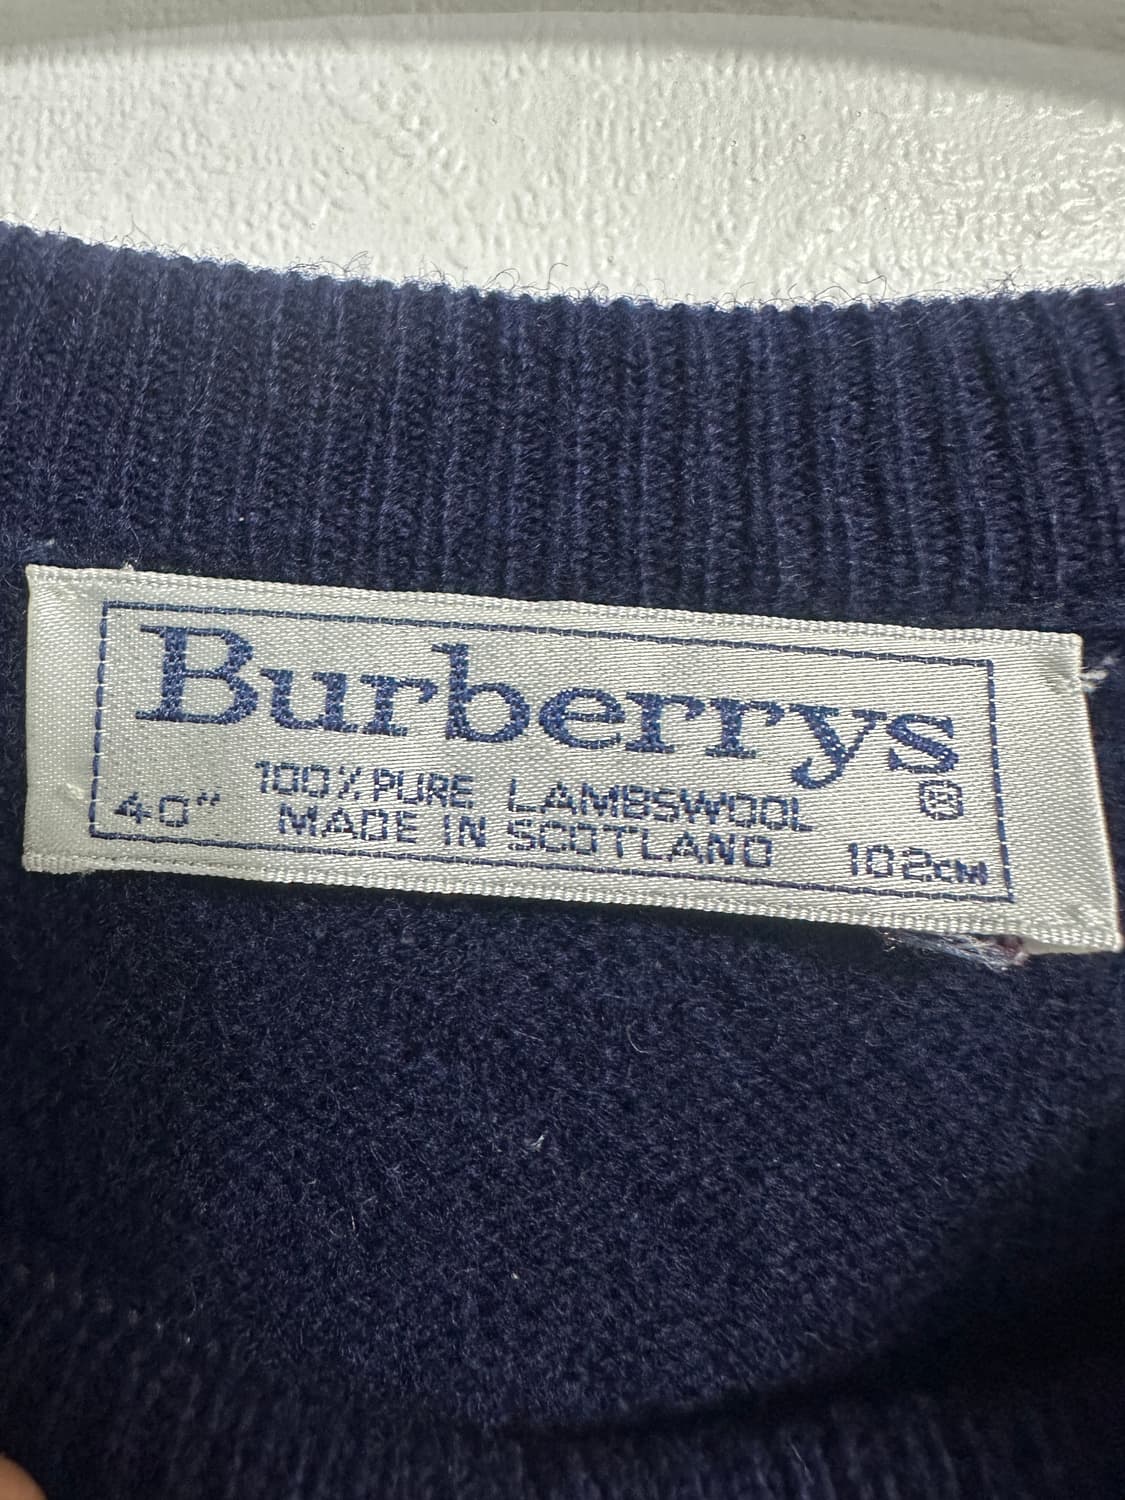 Burberrys®
100% PURE LAMBSWOOL
40" MADE IN SCOTLAND 102cM